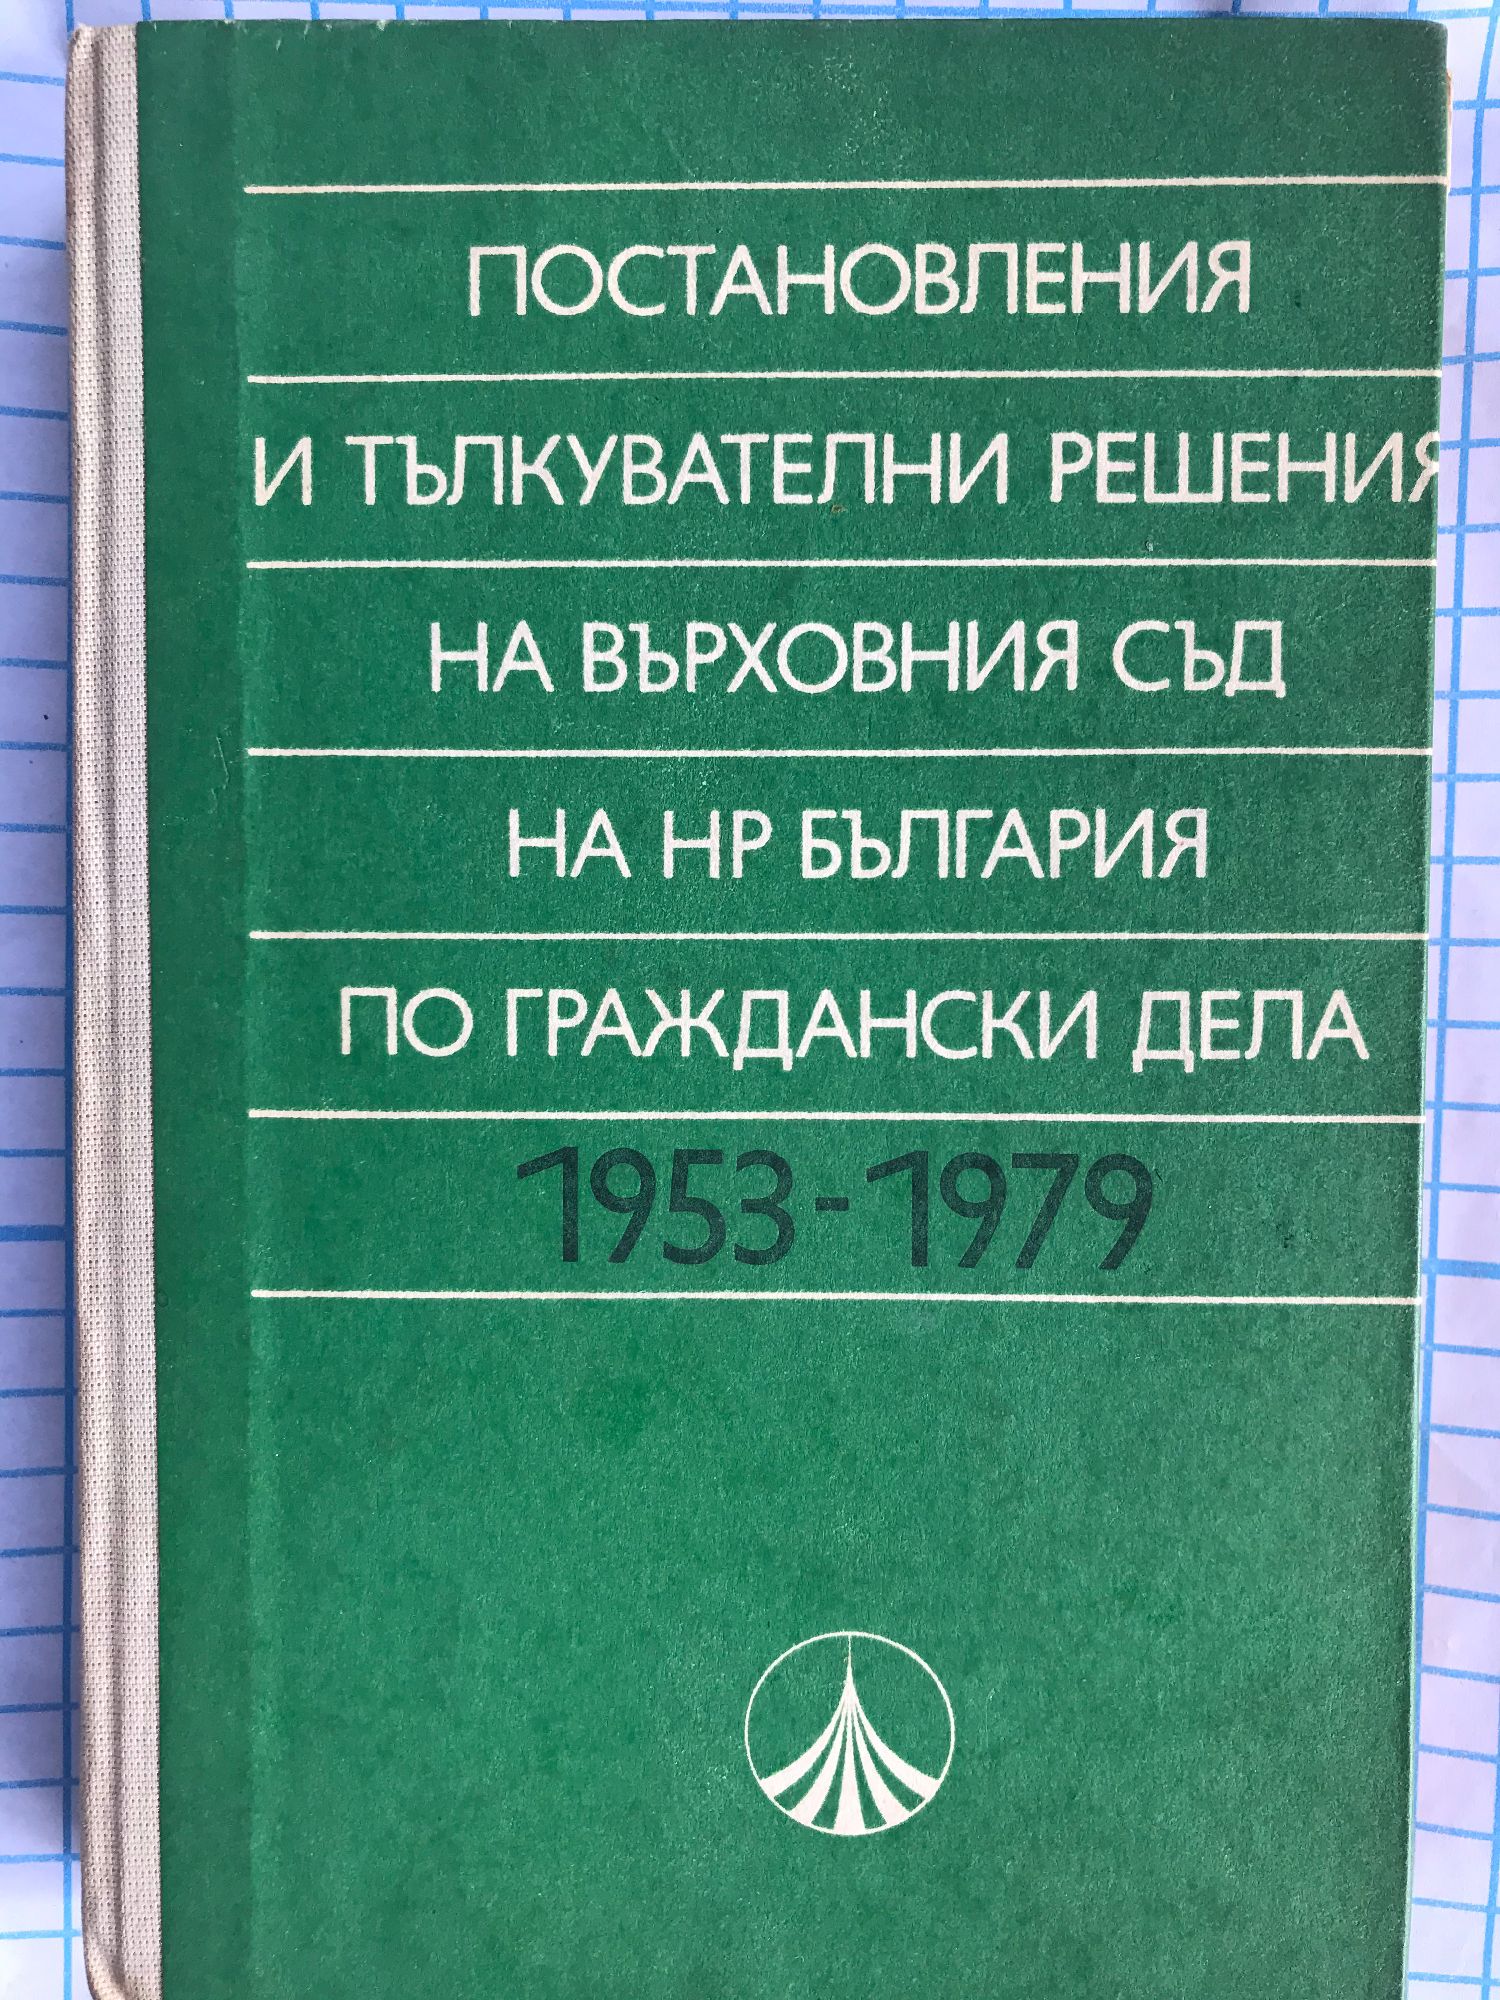 ПОСТАНОВЛЕНИЯ
И ТЪЛКУВАТЕЛНИ РЕШЕНИЯ
НА ВЪРХОВНИЯ СЪД
НА НР БЪЛГАРИЯ
ПО ГРАЖДАНСКИ ДЕЛА
1953-1979